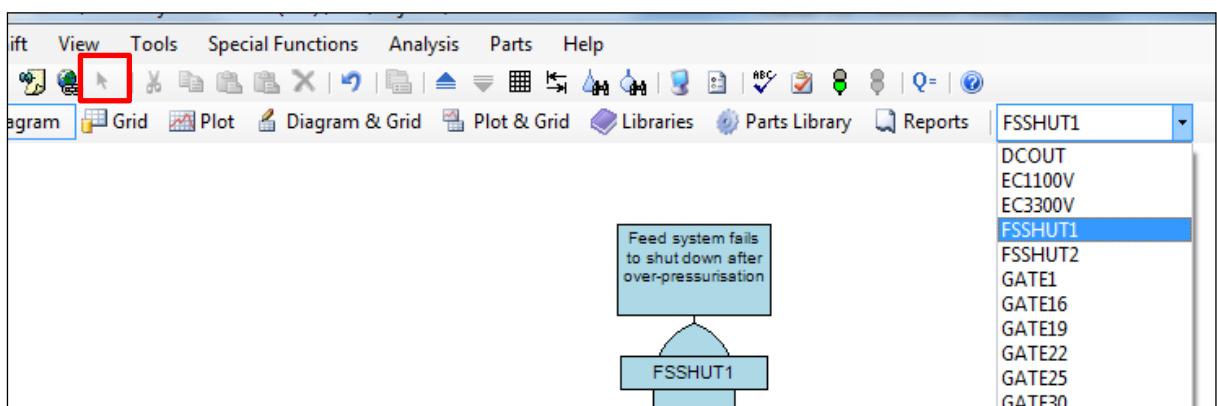 ift View Tools Special Functions Analysis Parts Help
ABC Q=
agram Grid Plot Diagram & Grid Plot & Grid Libraries Parts Library Reports FSSHUT1
DCOUT
EC1100V
EC3300V
FSSHUT1
FSSHUT2
GATE1
GATE16
GATE19
GATE22
GATE25
GATE30
Feed system fails
to shut down after
over-pressurisation
FSSHUT1